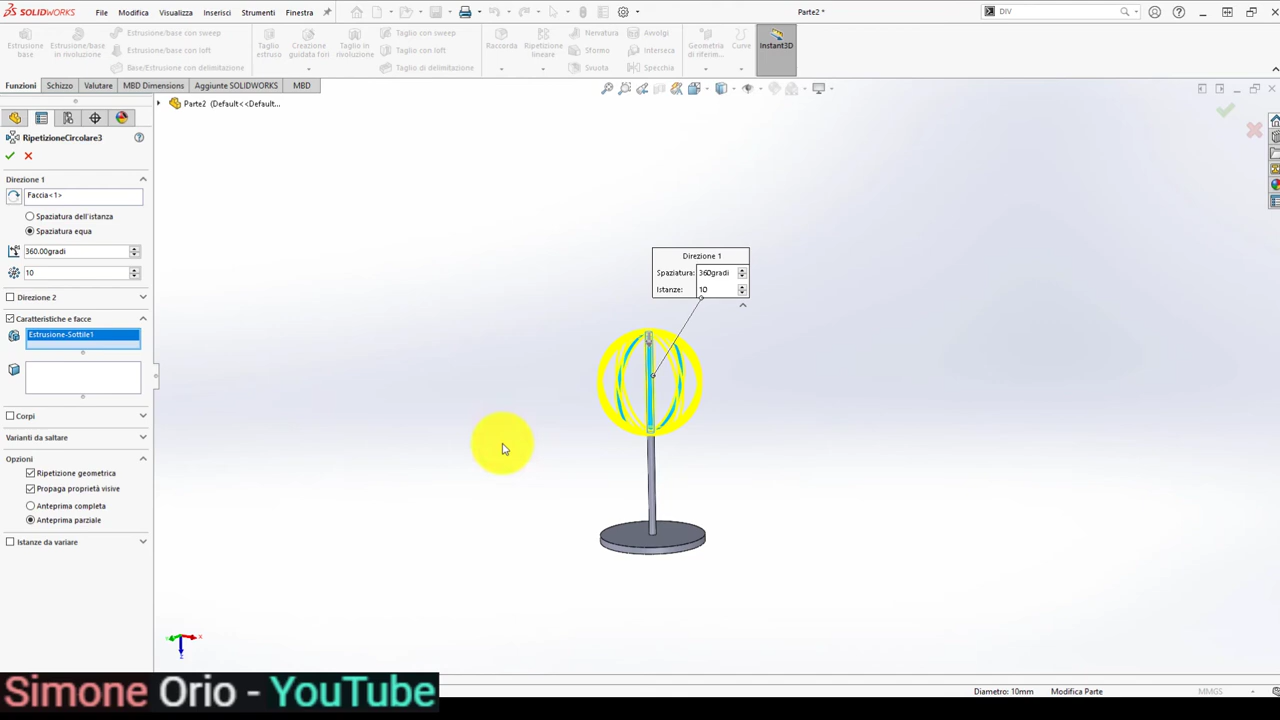 SOLIDWORKS
File Modifica Visualizza Inserisci Strumenti Finestra
Parte2 *
DIV
Estrusione base
Estrusione/base in rivoluzione
Estrusione/base con sweep
Estrusione/base con loft
Base/Estrusione con delimitazione
Taglio estruso
Creazione guidata fori
Taglio in rivoluzione
Taglio con sweep
Taglio con loft
Taglio di delimitazione
Raccorda
Ripetizione lineare
Nervatura
Sformo
Svuota
Avvolgi
Interseca
Specchia
Geometria di riferim...
Curve
Instant3D
Funzioni Schizzo Valutare MBD Dimensions Aggiunte SOLIDWORKS MBD
Parte2 (Default<<Default...
RipetizioneCircolare3
Direzione 1
Faccia<1>
Spaziatura dell'istanza
Spaziatura equa
360.00gradi
10
Direzione 2
Caratteristiche e facce
Estrusione-Sottile1
Corpi
Varianti da saltare
Opzioni
Ripetizione geometrica
Propaga proprietà visive
Anteprima completa
Anteprima parziale
Istanze da variare
Direzione 1
Spaziatura: 360gradi
Istanze: 10
X
Y
Z
Simone Orio - YouTube
Diametro: 10mm
Modifica Parte
MMGS